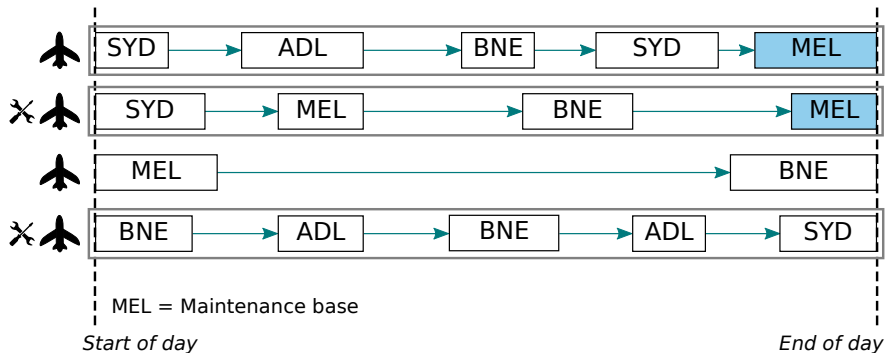 SYD ADL BNE SYD MEL
SYD MEL BNE MEL
MEL BNE
BNE ADL BNE ADL SYD
MEL = Maintenance base
Start of day End of day